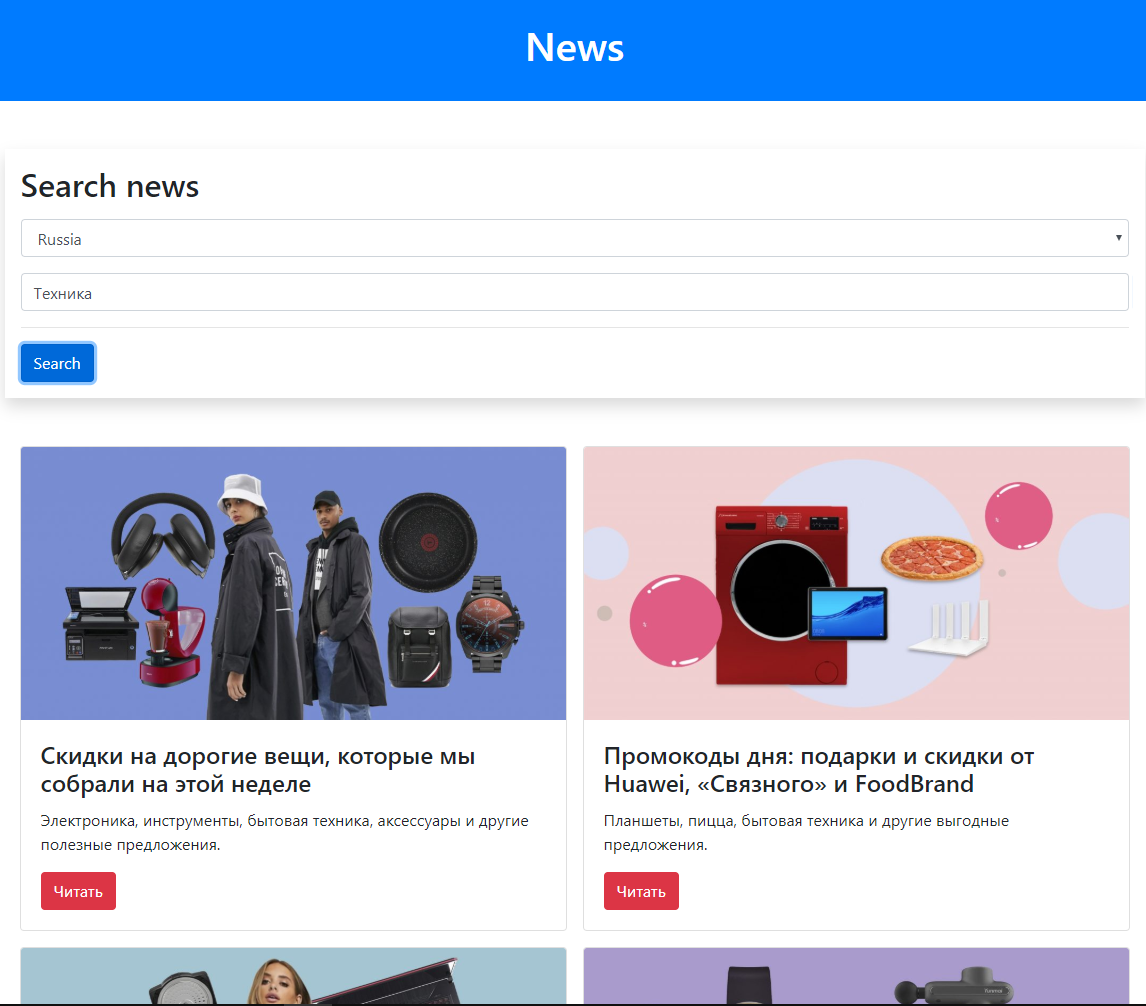 News
Search news
Russia
Техника
Search
Скидки на дорогие вещи, которые мы
собрали на этой неделе
Электроника, инструменты, бытовая техника, аксессуары и другие
полезные предложения.
Читать
Промокоды дня: подарки и скидки от
Huawei, «Связного» и FoodBrand
Планшеты, пицца, бытовая техника и другие выгодные
предложения.
Читать